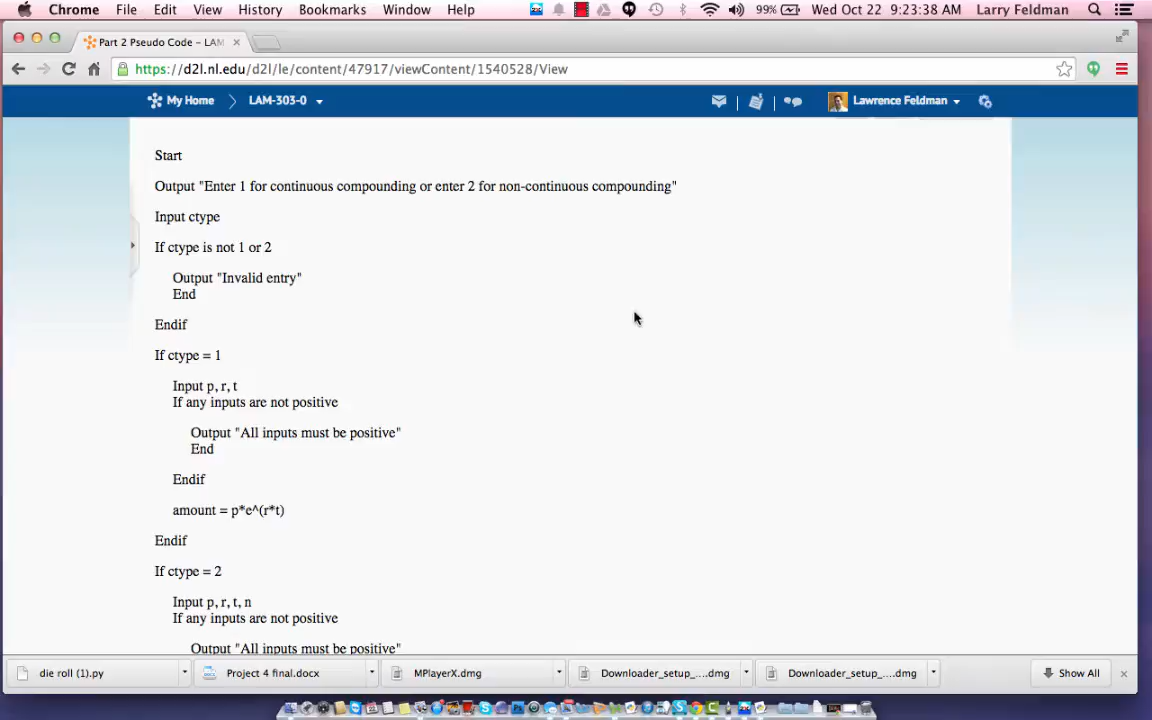 Chrome File Edit View History Bookmarks Window Help 99% Wed Oct 22 9:23:38 AM Larry Feldman
Part 2 Pseudo Code – LAM
https://d2l.nl.edu/d2l/le/content/47917/viewContent/1540528/View
My Home LAM-303-0 Lawrence Feldman
Start
Output "Enter 1 for continuous compounding or enter 2 for non-continuous compounding"
Input ctype
If ctype is not 1 or 2
Output "Invalid entry"
End
Endif
If ctype = 1
Input p, r, t
If any inputs are not positive
Output "All inputs must be positive"
End
Endif
amount = p*e^(r*t)
Endif
If ctype = 2
Input p, r, t, n
If any inputs are not positive
Output "All inputs must be positive"
die roll (1).py Project 4 final.docx MPlayerX.dmg Downloader_setup_....dmg Downloader_setup_....dmg Show All